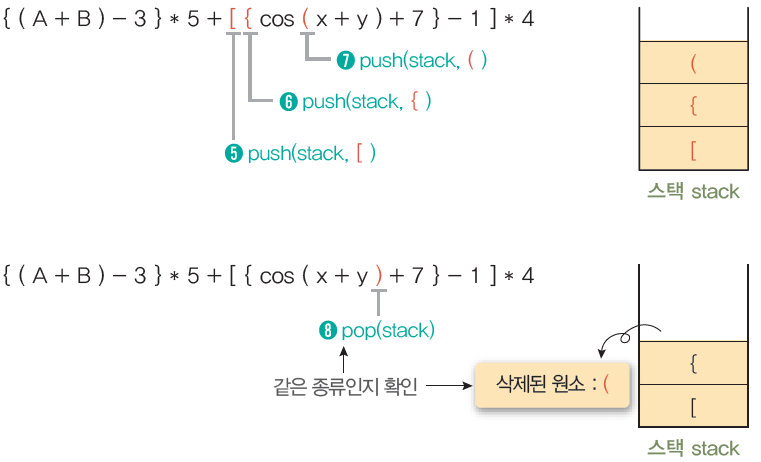 { ( A + B ) − 3 } * 5 + [ { cos ( x + y ) + 7 } − 1 ] * 4
❼ push(stack, ( )
❻ push(stack, { )
❺ push(stack, [ )
(
{
[
스택 stack
{ ( A + B ) − 3 } * 5 + [ { cos ( x + y ) + 7 } − 1 ] * 4
❽ pop(stack)
같은 종류인지 확인
삭제된 원소 : (
{
[
스택 stack